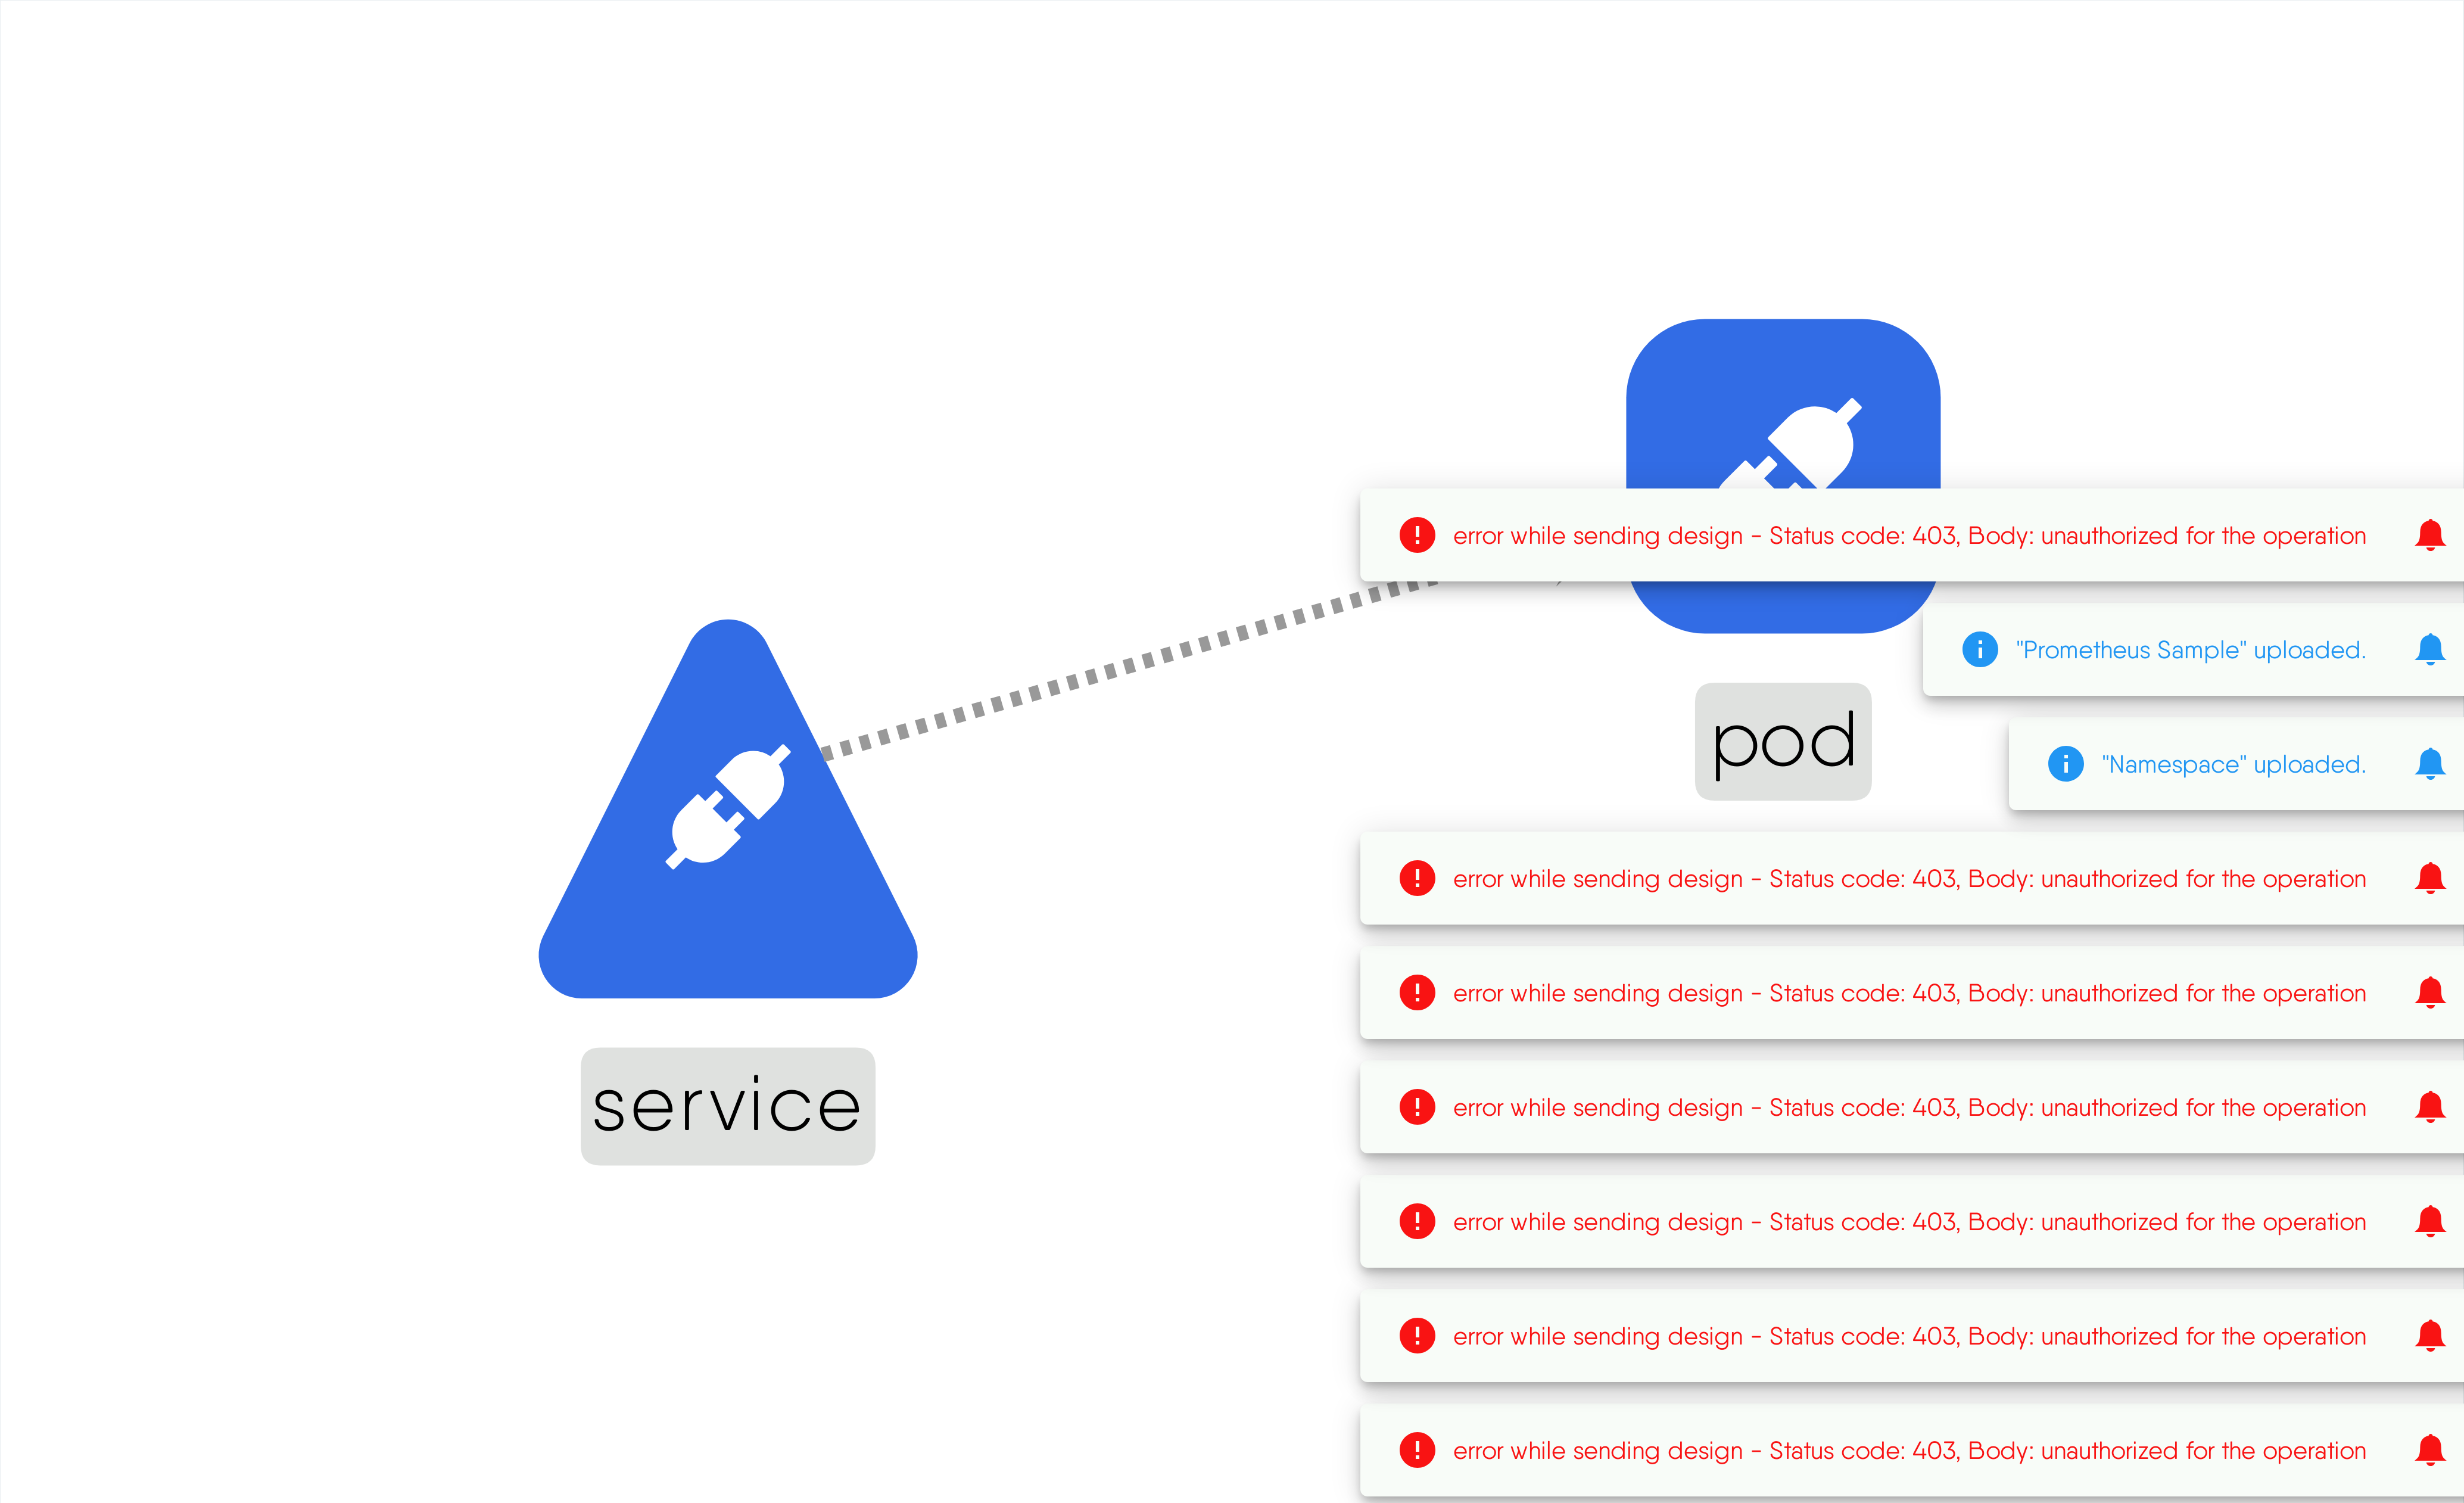 error while sending design - Status code: 403, Body: unauthorized for the operation
"Prometheus Sample" uploaded.
pod
"Namespace" uploaded.
error while sending design - Status code: 403, Body: unauthorized for the operation
error while sending design - Status code: 403, Body: unauthorized for the operation
service
error while sending design - Status code: 403, Body: unauthorized for the operation
error while sending design - Status code: 403, Body: unauthorized for the operation
error while sending design - Status code: 403, Body: unauthorized for the operation
error while sending design - Status code: 403, Body: unauthorized for the operation